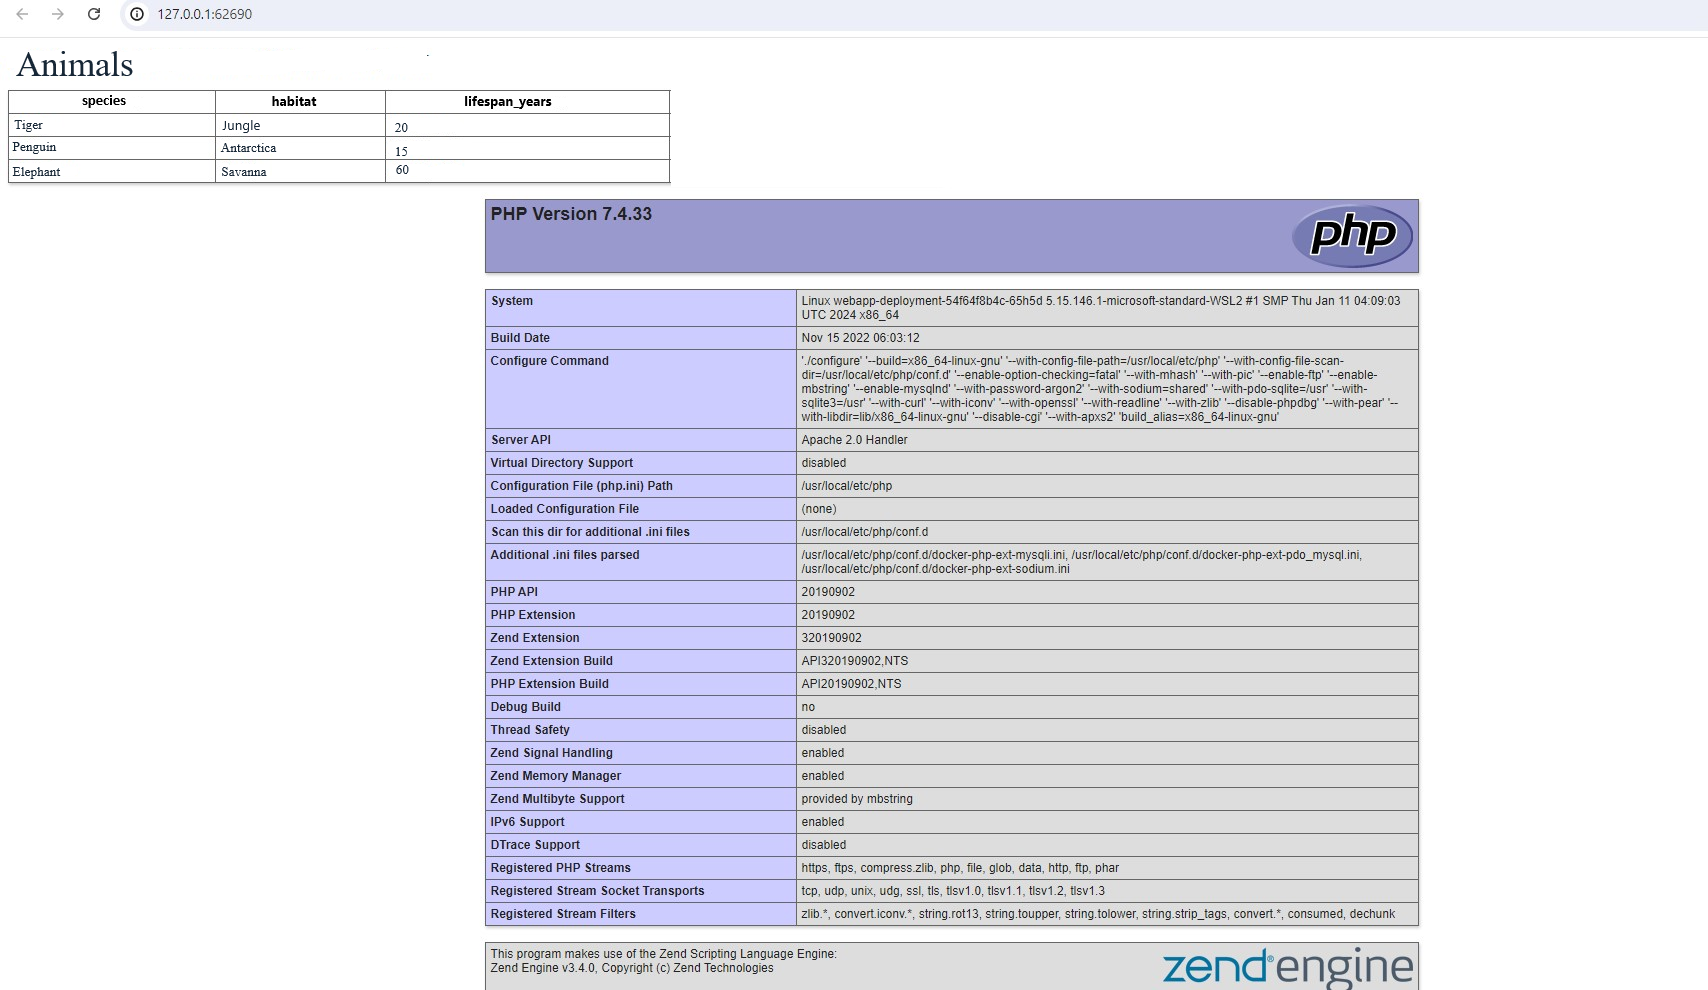 127.0.0.1:62690
Animals
species habitat lifespan_years
Tiger Jungle 20
Penguin Antarctica 15
Elephant Savanna 60
PHP Version 7.4.33
php
System Linux webapp-deployment-54f64f8b4c-65h5d 5.15.146.1-microsoft-standard-WSL2 #1 SMP Thu Jan 11 04:09:03
UTC 2024 x86_64
Build Date Nov 15 2022 06:03:12
Configure Command './configure' '--build=x86_64-linux-gnu' '--with-config-file-path=/usr/local/etc/php' '--with-config-file-scan-
dir=/usr/local/etc/php/conf.d' '--enable-option-checking=fatal' '--with-mhash' '--with-pic' '--enable-ftp' '--enable-
mbstring' '--enable-mysqlnd' '--with-password-argon2' '--with-sodium=shared' '--with-pdo-sqlite=/usr' '--with-
sqlite3=/usr' '--with-curl' '--with-iconv' '--with-openssl' '--with-readline' '--with-zlib' '--disable-phpdbg' '--with-pear' '--
with-libdir=lib/x86_64-linux-gnu' '--disable-cgi' '--with-apxs2' 'build_alias=x86_64-linux-gnu'
Server API Apache 2.0 Handler
Virtual Directory Support disabled
Configuration File (php.ini) Path /usr/local/etc/php
Loaded Configuration File (none)
Scan this dir for additional .ini files /usr/local/etc/php/conf.d
Additional .ini files parsed /usr/local/etc/php/conf.d/docker-php-ext-mysqli.ini, /usr/local/etc/php/conf.d/docker-php-ext-pdo_mysql.ini,
/usr/local/etc/php/conf.d/docker-php-ext-sodium.ini
PHP API 20190902
PHP Extension 20190902
Zend Extension 320190902
Zend Extension Build API320190902,NTS
PHP Extension Build API20190902,NTS
Debug Build no
Thread Safety disabled
Zend Signal Handling enabled
Zend Memory Manager enabled
Zend Multibyte Support provided by mbstring
IPv6 Support enabled
DTrace Support disabled
Registered PHP Streams https, ftps, compress.zlib, php, file, glob, data, http, ftp, phar
Registered Stream Socket Transports tcp, udp, unix, udg, ssl, tls, tlsv1.0, tlsv1.1, tlsv1.2, tlsv1.3
Registered Stream Filters zlib.*, convert.iconv.*, string.rot13, string.toupper, string.tolower, string.strip_tags, convert.*, consumed, dechunk
This program makes use of the Zend Scripting Language Engine:
Zend Engine v3.4.0, Copyright (c) Zend Technologies
zend®engine